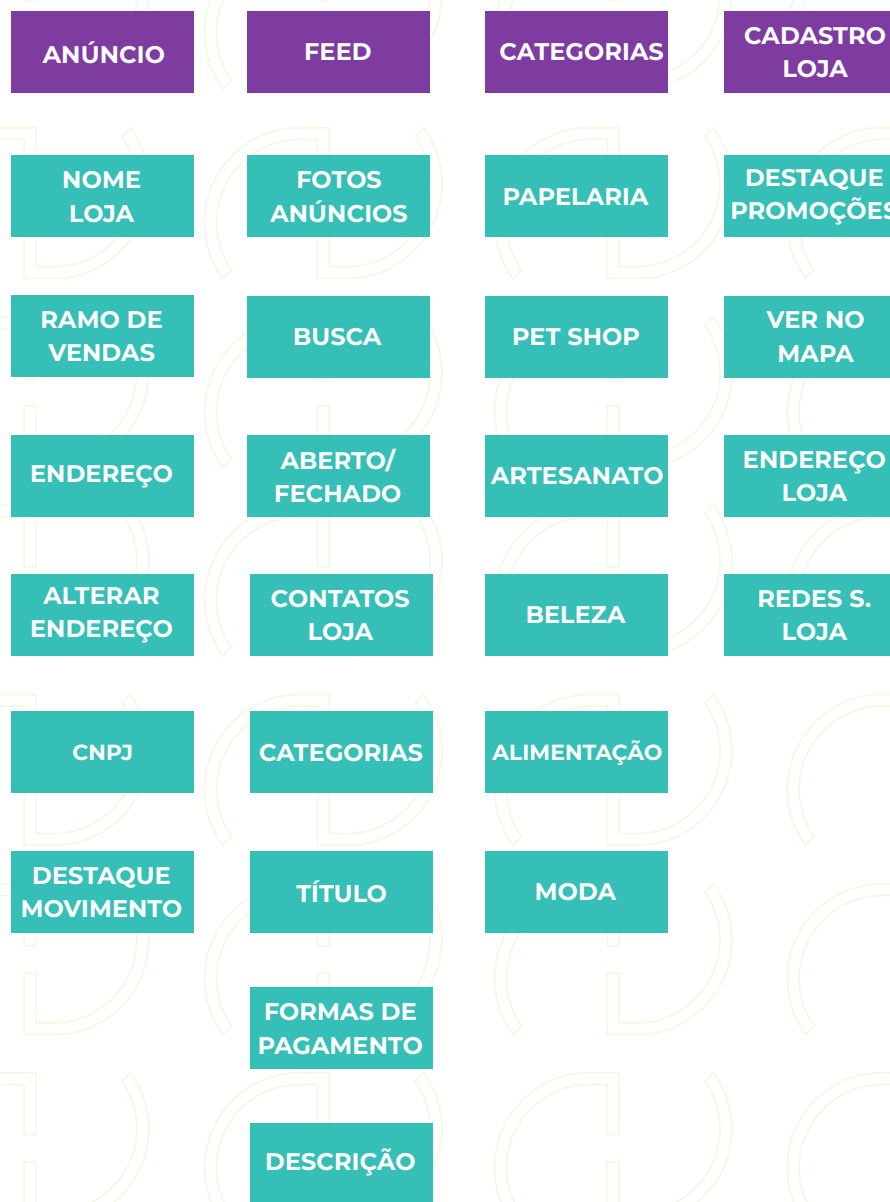 ANÚNCIO
FEED
CATEGORIAS
CADASTRO
LOJA
NOME
LOJA
FOTOS
ANÚNCIOS
PAPELARIA
DESTAQUE
PROMOÇÕES
RAMO DE
VENDAS
BUSCA
PET SHOP
VER NO
MAPA
ENDEREÇO
ABERTO/
FECHADO
ARTESANATO
ENDEREÇO
LOJA
ALTERAR
ENDEREÇO
CONTATOS
LOJA
BELEZA
REDES S.
LOJA
CNPJ
CATEGORIAS
ALIMENTAÇÃO
DESTAQUE
MOVIMENTO
TÍTULO
MODA
FORMAS DE
PAGAMENTO
DESCRIÇÃO